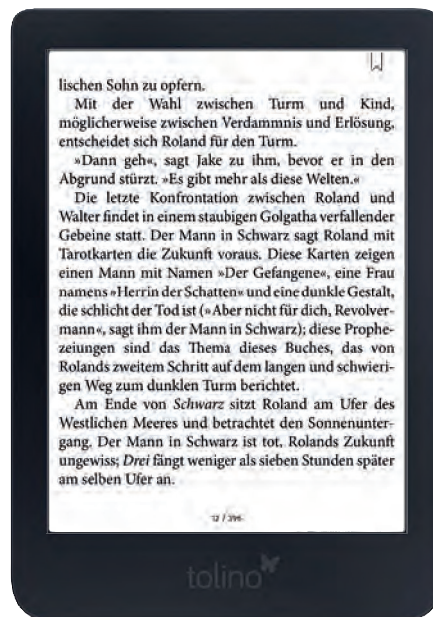 lischen Sohn zu opfern.
Mit der Wahl zwischen Turm und Kind,
möglicherweise zwischen Verdammnis und Erlösung,
entscheidet sich Roland für den Turm.
»Dann geh«, sagt Jake zu ihm, bevor er in den
Abgrund stürzt. »Es gibt mehr als diese Welten.«
Die letzte Konfrontation zwischen Roland und
Walter findet in einem staubigen Golgatha verfallender
Gebeine statt. Der Mann in Schwarz sagt Roland mit
Tarotkarten die Zukunft voraus. Diese Karten zeigen
einen Mann mit Namen »Der Gefangene«, eine Frau
namens »Herrin der Schatten« und eine dunkle Gestalt,
die schlicht der Tod ist (»Aber nicht für dich, Revolver-
mann«, sagt ihm der Mann in Schwarz); diese Prophe-
zeiungen sind das Thema dieses Buches, das von
Rolands zweitem Schritt auf dem langen und schwieri-
gen Weg zum dunklen Turm berichtet.
Am Ende von Schwarz sitzt Roland am Ufer des
Westlichen Meeres und betrachtet den Sonnenunter-
gang. Der Mann in Schwarz ist tot, Rolands Zukunft
ungewiss; Drei fängt weniger als sieben Stunden später
am selben Ufer an.
12 / 396
tolino